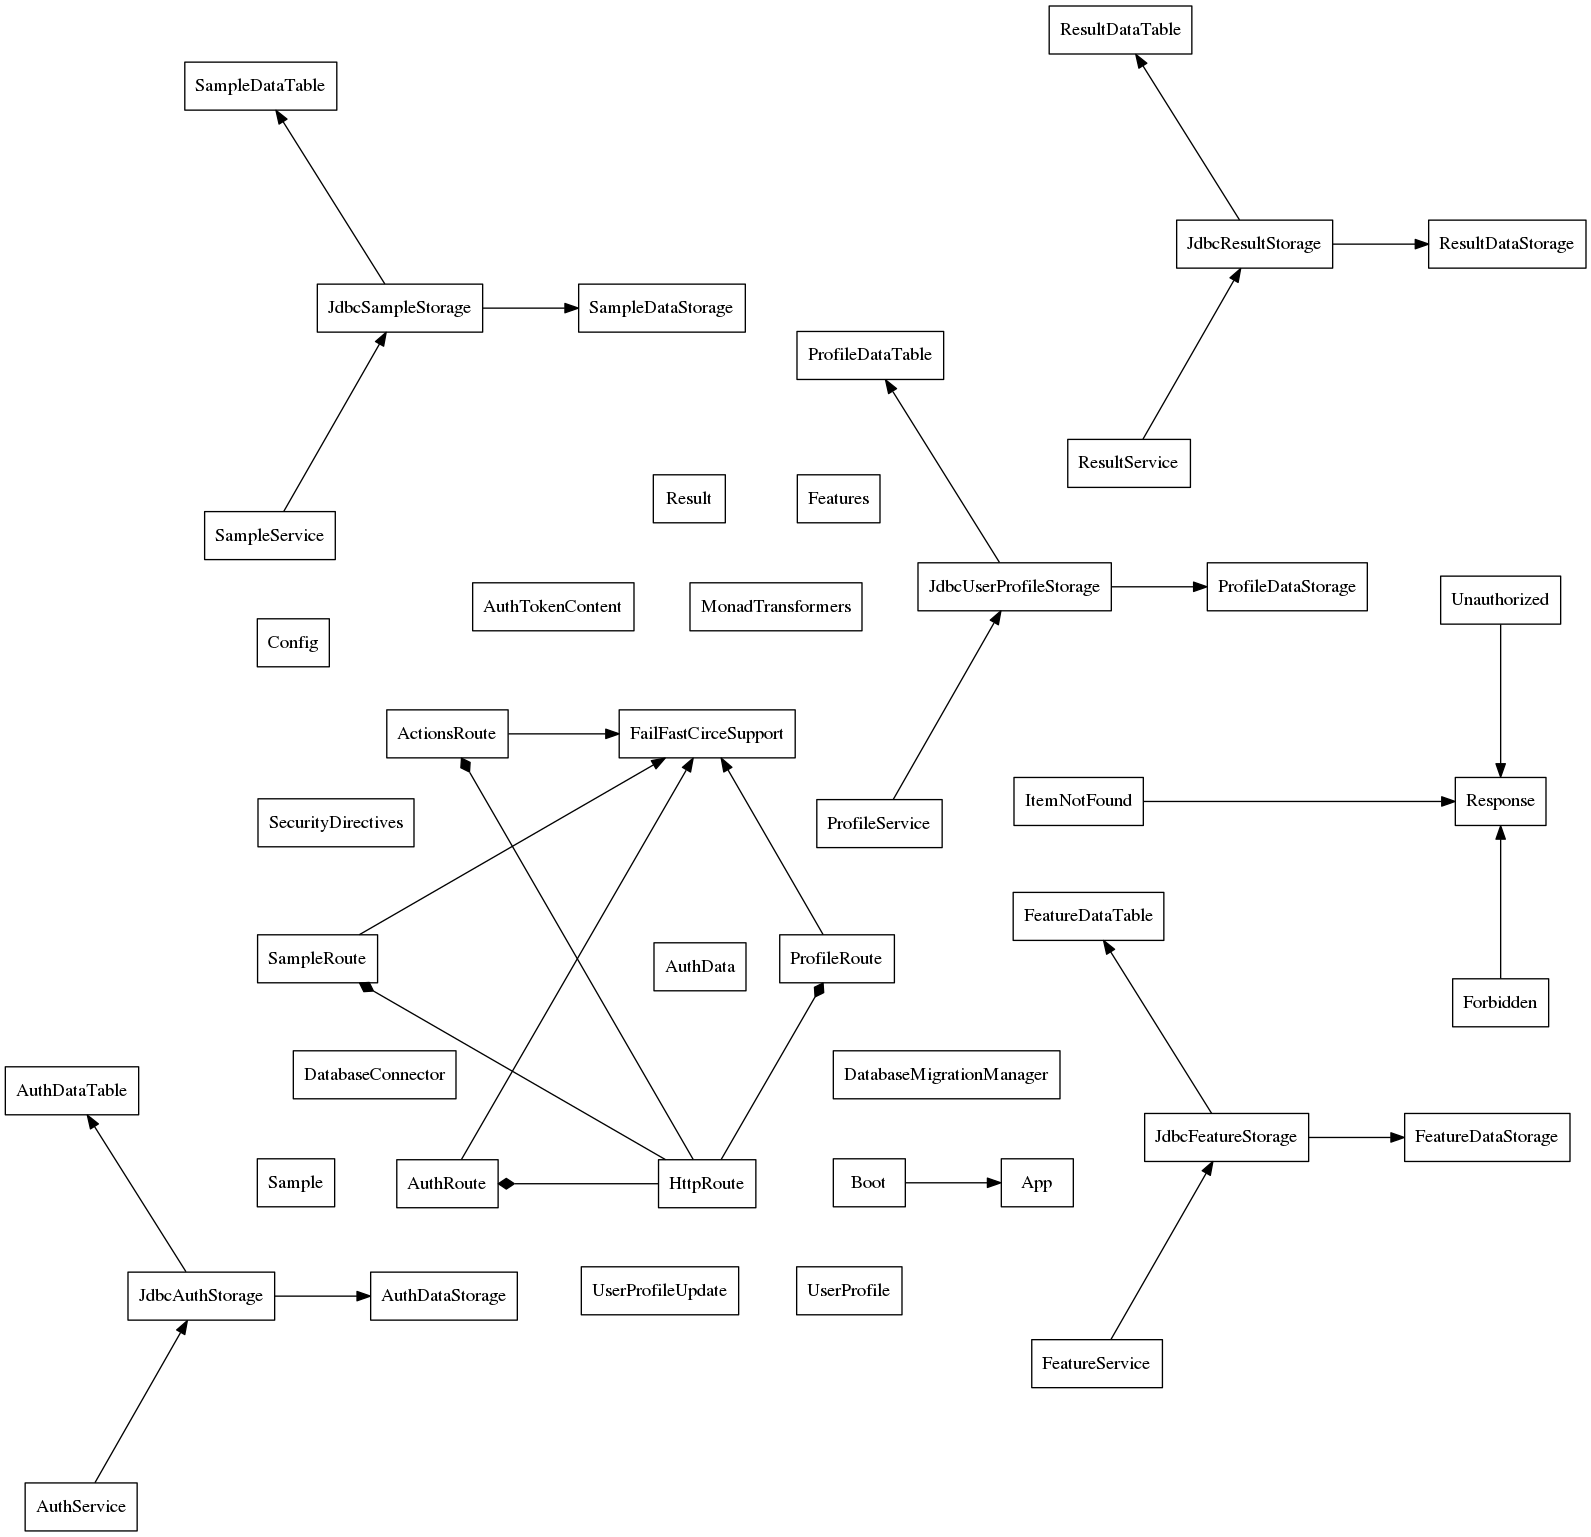 ResultDataTable
SampleDataTable
JdbcResultStorage
ResultDataStorage
JdbcSampleStorage
SampleDataStorage
ProfileDataTable
ResultService
Result
Features
SampleService
JdbcUserProfileStorage
ProfileDataStorage
Unauthorized
AuthTokenContent
MonadTransformers
Config
ActionsRoute
FailFastCirceSupport
ItemNotFound
Response
SecurityDirectives
ProfileService
FeatureDataTable
SampleRoute
AuthData
ProfileRoute
Forbidden
DatabaseConnector
DatabaseMigrationManager
AuthDataTable
JdbcFeatureStorage
FeatureDataStorage
Sample
AuthRoute
HttpRoute
Boot
App
JdbcAuthStorage
AuthDataStorage
UserProfileUpdate
UserProfile
FeatureService
AuthService